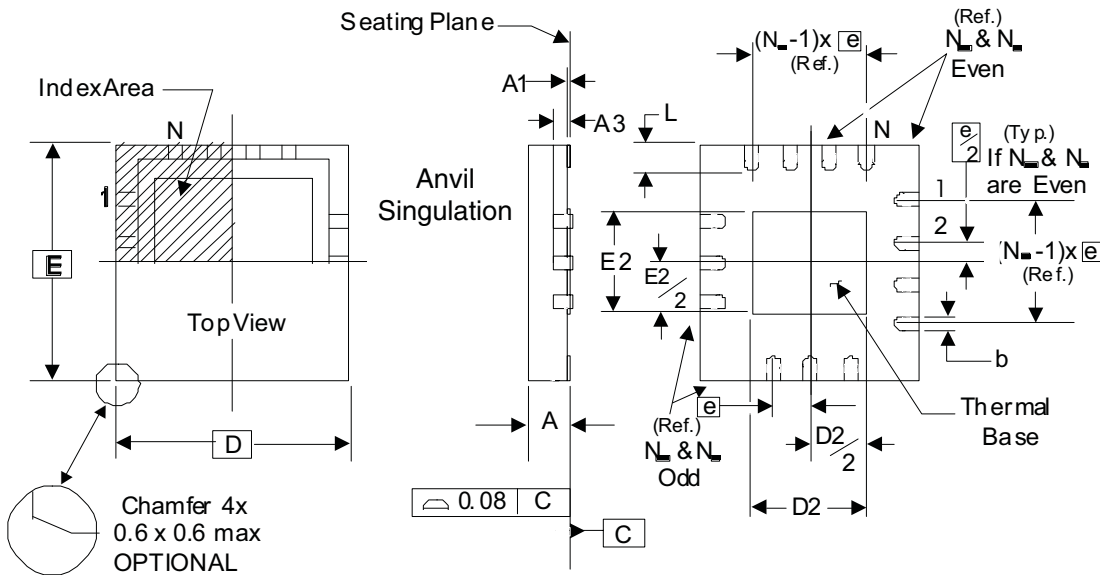 Seating Plane
IndexArea
N
1
E
TopView
D
Chamfer 4x
0.6 x 0.6 max
OPTIONAL
A1
A3
Anvil
Singulation
A
0.08 C
C
L
(N -1)x e
(Ref.)
(Ref.)
N & N
Even
N
e
2
(Typ.)
If N & N
are Even
1
2
(N -1)x e
(Ref.)
E2
E2
2
b
e
(Ref.)
N & N
Odd
D2
2
D2
Thermal
Base